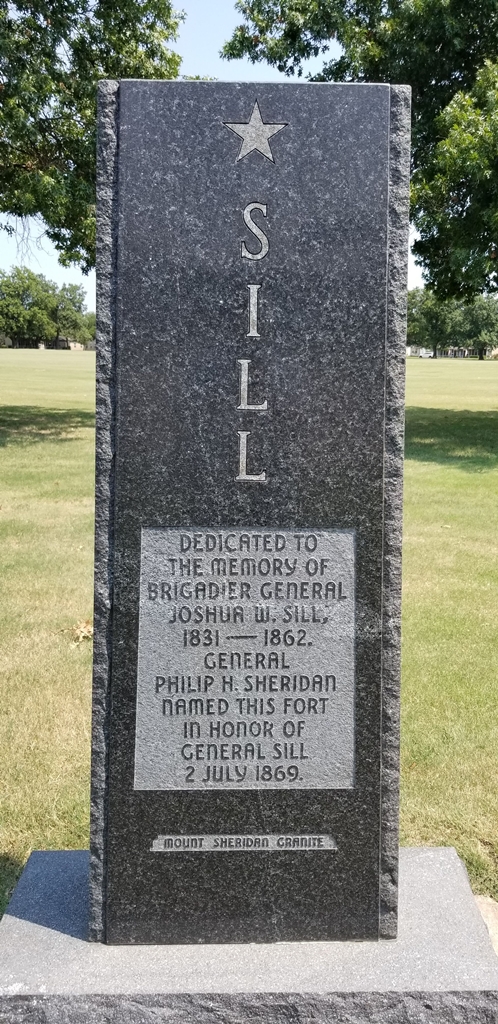 SILL
DEDICATED TO
THE MEMORY OF
BRIGADIER GENERAL
JOSHUA W. SILL,
1831 — 1862.
GENERAL
PHILIP H. SHERIDAN
NAMED THIS FORT
IN HONOR OF
GENERAL SILL
2 JULY 1869.
MOUNT SHERIDAN GRANITE